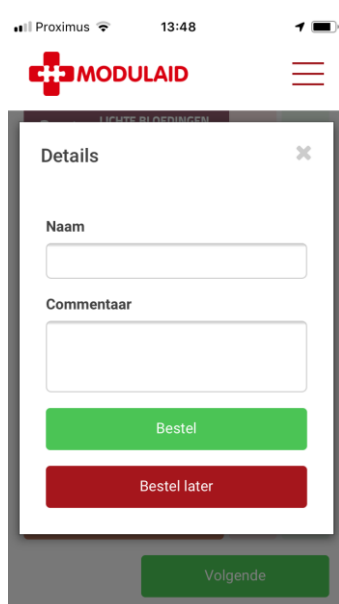 Proximus 13:48
MODULAID
LICHTE BLOEDINGEN
Details
Naam
Commentaar
Bestel
Bestel later
Volgende